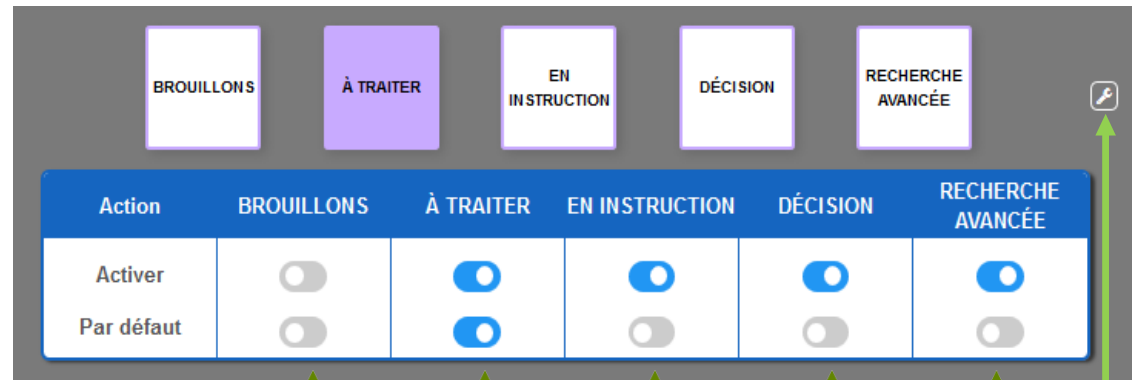 BROUILLONS
À TRAITER
EN
INSTRUCTION
DÉCISION
RECHERCHE
AVANCÉE
Action BROUILLONS À TRAITER EN INSTRUCTION DÉCISION RECHERCHE
AVANCÉE
Activer
Par défaut